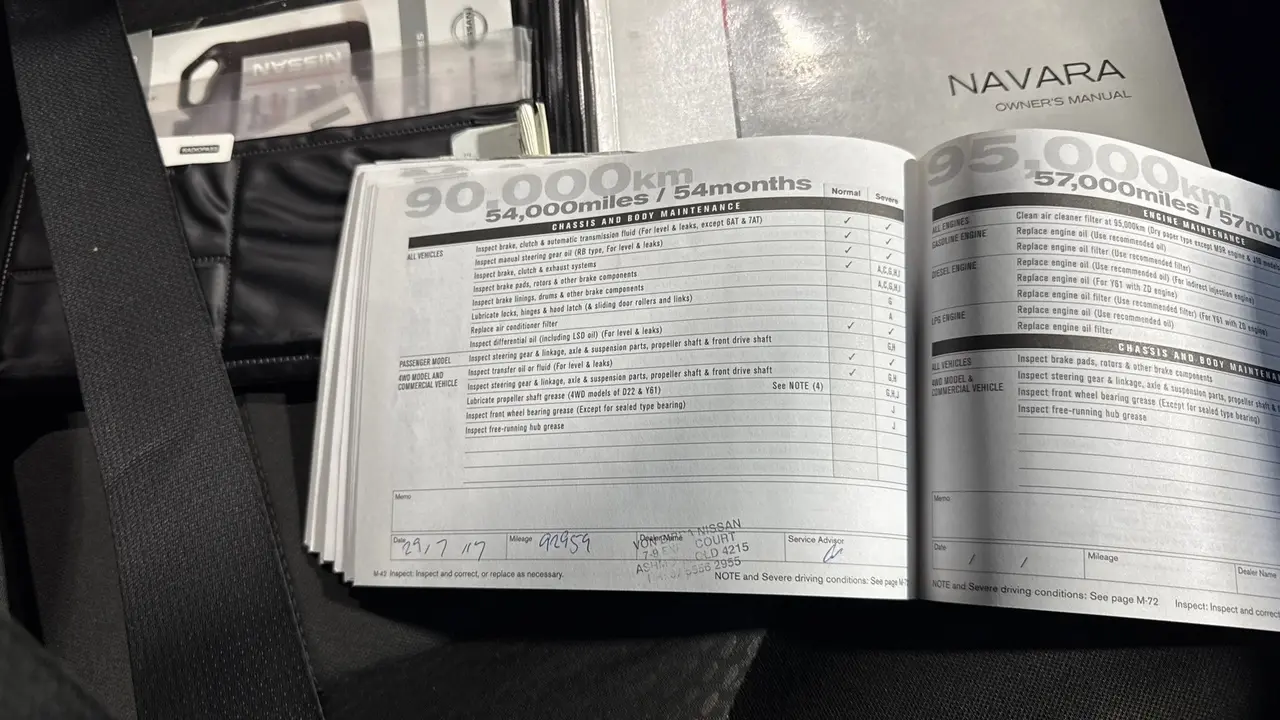 NISSAN
NISSAN
NAVARA
OWNER'S MANUAL
90,000km
54,000miles / 54months
Normal
Severe
CHASSIS AND BODY MAINTENANCE
ALL VEHICLES
Inspect brake, clutch & automatic transmission fluid (For level & leaks, except 6AT & 7AT) ✓ ✓
Inspect manual steering gear oil (RB type, For level & leaks) ✓ ✓
Inspect brake, clutch & exhaust systems ✓ ✓
Inspect brake pads, rotors & other brake components ✓ A,C,G,H,I
Inspect brake linings, drums & other brake components A,C,G,H,I
Lubricate locks, hinges & hood latch (& sliding door rollers and links) G
Replace air conditioner filter A
Inspect differential oil (including LSD oil) (For level & leaks) ✓ ✓
PASSENGER MODEL
Inspect steering gear & linkage, axle & suspension parts, propeller shaft & front drive shaft G,H
4WD MODEL AND
COMMERCIAL VEHICLE
Inspect transfer oil or fluid (For level & leaks) ✓ ✓
Inspect steering gear & linkage, axle & suspension parts, propeller shaft & front drive shaft ✓ G,H
Lubricate propeller shaft grease (4WD models of D22 & Y61) See NOTE (4) G,H,J
Inspect front wheel bearing grease (Except for sealed type bearing) J
Inspect free-running hub grease J
Memo
Date 29/7/17
Mileage 92959
Dealer Name
NISSAN
COURT
7-9
QLD 4215
2955
Service Advisor
Inspect: Inspect and correct, or replace as necessary.
NOTE and Severe driving conditions: See page
95,000km
57,000miles / 57mon
ENGINE MAINTENANCE
ALL ENGINES
Clean air cleaner filter at 95,000km (Dry paper type except
GASOLINE ENGINE
Replace engine oil (Use recommended oil)
Replace engine oil filter (Use recommended filter)
DIESEL ENGINE
Replace engine oil (Use recommended oil) (For indirect injection engine)
Replace engine oil (For Y61 with ZD engine)
Replace engine oil filter (Use recommended filter) (For Y61 with ZD engine)
LPG ENGINE
Replace engine oil (Use recommended oil)
Replace engine oil filter
CHASSIS AND BODY MAINTENA
ALL VEHICLES
Inspect brake pads, rotors & other brake components
4WD MODEL &
COMMERCIAL VEHICLE
Inspect steering gear & linkage, axle & suspension parts, propeller shaft &
Inspect front wheel bearing grease (Except for sealed type bearing)
Inspect free-running hub grease
Memo
Date / /
Mileage
Dealer Name
NOTE and Severe driving conditions: See page M-72
Inspect: Inspect and correct